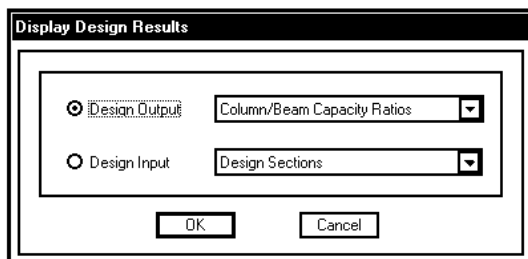 Display Design Results
Design Output Column/Beam Capacity Ratios
Design Input Design Sections
OK Cancel